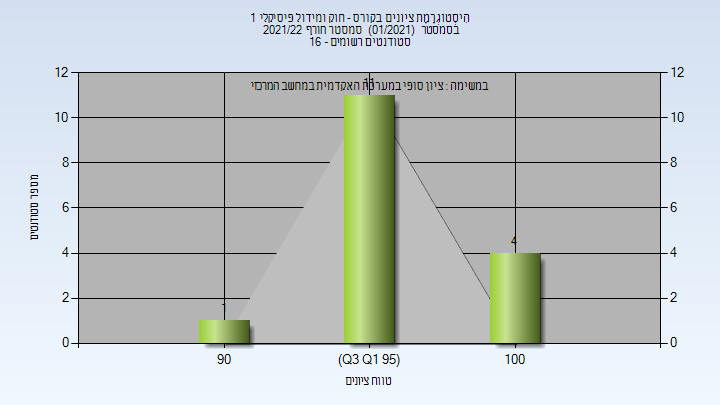 היסטוגרמת ציונים בקורס - חוק ומידול פיסיקלי 1
בסמסטר (01/2021) סמסטר חורף 2021/22
סטודנטים רשומים - 16
במשימה : ציון סופי במערכת האקדמית במחשב המרכזי
12
10
8
6
4
2
0
12
10
8
6
4
2
0
מספר סטודנטים
1
11
4
90
(Q3 Q1 95)
100
טווח ציונים